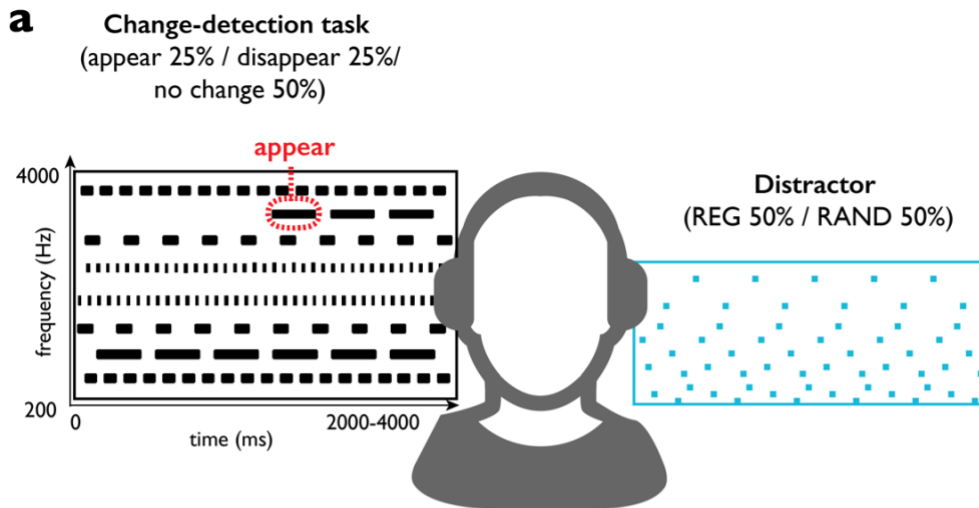 a
Change-detection task
(appear 25% / disappear 25%/
no change 50%)
appear
4000
frequency (Hz)
200
0
time (ms)
2000-4000
Distractor
(REG 50% / RAND 50%)